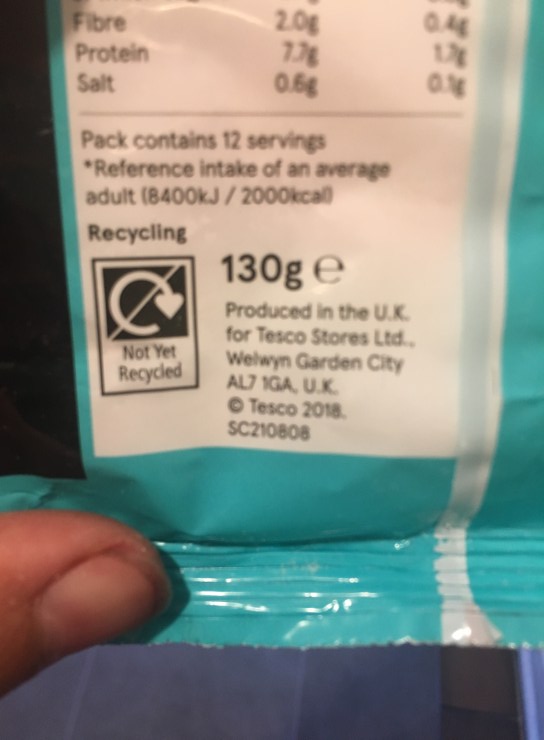 Fibre 2.0g 0.4g
Protein 7.7g 1.7g
Salt 0.6g 0.1g
Pack contains 12 servings
*Reference intake of an average
adult (8400kJ / 2000kcal)
Recycling
130g e
Not Yet
Recycled
Produced in the U.K.
for Tesco Stores Ltd.,
Welwyn Garden City
AL7 1GA, U.K.
© Tesco 2018.
SC210808